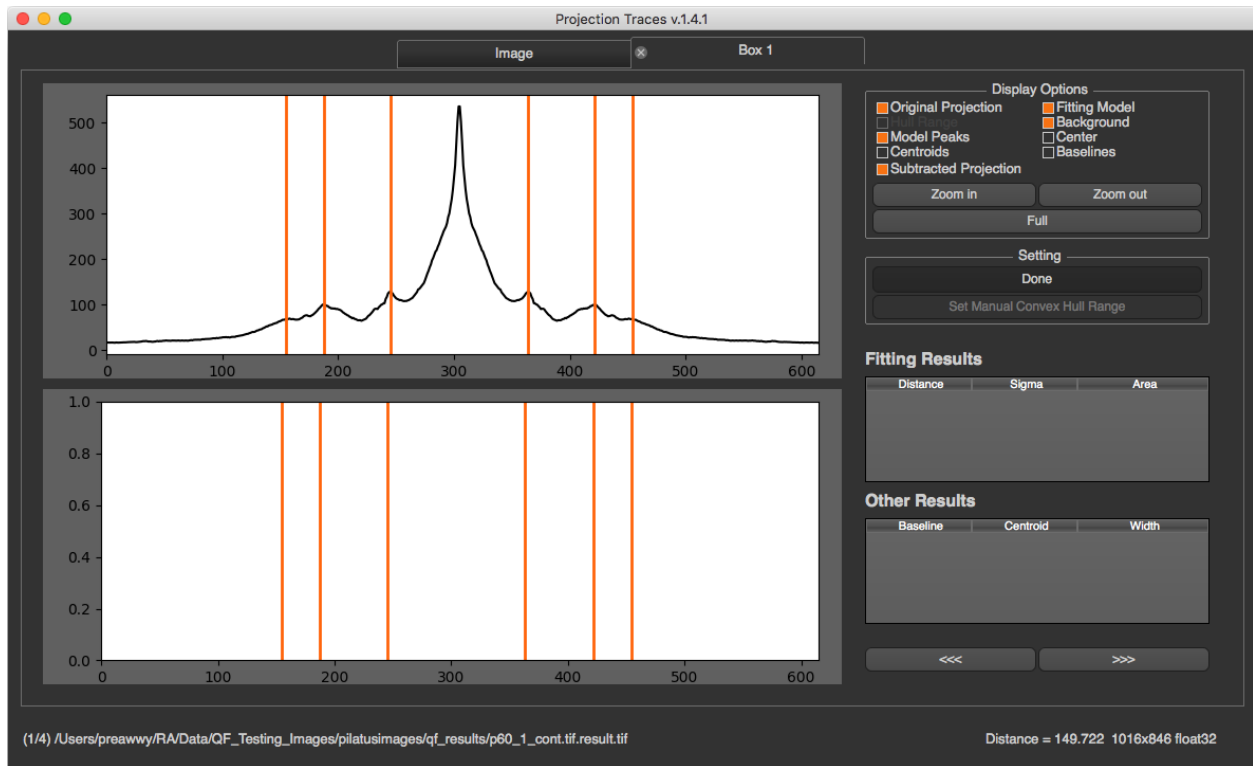 Projection Traces v.1.4.1
Image
Box 1
500
400
300
200
100
0
0 100 200 300 400 500 600
1.0
0.8
0.6
0.4
0.2
0.0
0 100 200 300 400 500 600
Display Options
Original Projection Fitting Model
Hull Range Background
Model Peaks Center
Centroids Baselines
Subtracted Projection
Zoom in Zoom out
Full
Setting
Done
Set Manual Convex Hull Range
Fitting Results
Distance Sigma Area
Other Results
Baseline Centroid Width
<<< >>>
(1/4) /Users/preawwy/RA/Data/QF_Testing_Images/pilatusimages/qf_results/p60_1_cont.tif.result.tif
Distance = 149.722 1016x846 float32